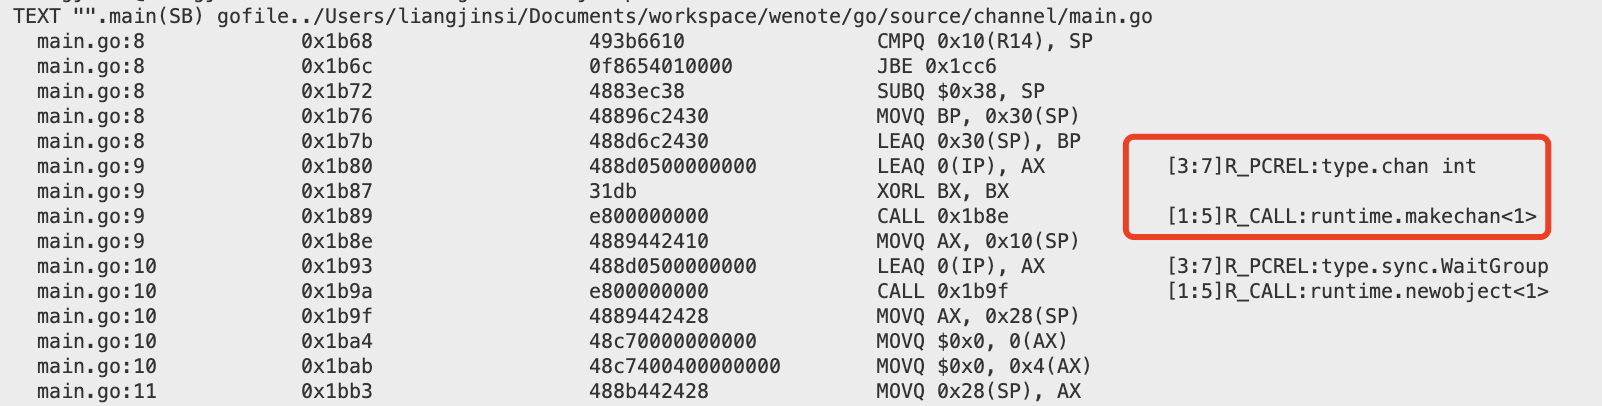 TEXT "".main(SB) gofile../Users/liangjinsi/Documents/workspace/wenote/go/source/channel/main.go
main.go:8 0x1b68 493b6610 CMPQ 0x10(R14), SP
main.go:8 0x1b6c 0f8654010000 JBE 0x1cc6
main.go:8 0x1b72 4883ec38 SUBQ $0x38, SP
main.go:8 0x1b76 48896c2430 MOVQ BP, 0x30(SP)
main.go:8 0x1b7b 488d6c2430 LEAQ 0x30(SP), BP
main.go:9 0x1b80 488d0500000000 LEAQ 0(IP), AX [3:7]R_PCREL:type.chan int
main.go:9 0x1b87 31db XORL BX, BX
main.go:9 0x1b89 e800000000 CALL 0x1b8e [1:5]R_CALL:runtime.makechan<1>
main.go:9 0x1b8e 4889442410 MOVQ AX, 0x10(SP)
main.go:10 0x1b93 488d0500000000 LEAQ 0(IP), AX [3:7]R_PCREL:type.sync.WaitGroup
main.go:10 0x1b9a e800000000 CALL 0x1b9f [1:5]R_CALL:runtime.newobject<1>
main.go:10 0x1b9f 4889442428 MOVQ AX, 0x28(SP)
main.go:10 0x1ba4 48c70000000000 MOVQ $0x0, 0(AX)
main.go:10 0x1bab 48c7400400000000 MOVQ $0x0, 0x4(AX)
main.go:11 0x1bb3 488b442428 MOVQ 0x28(SP), AX